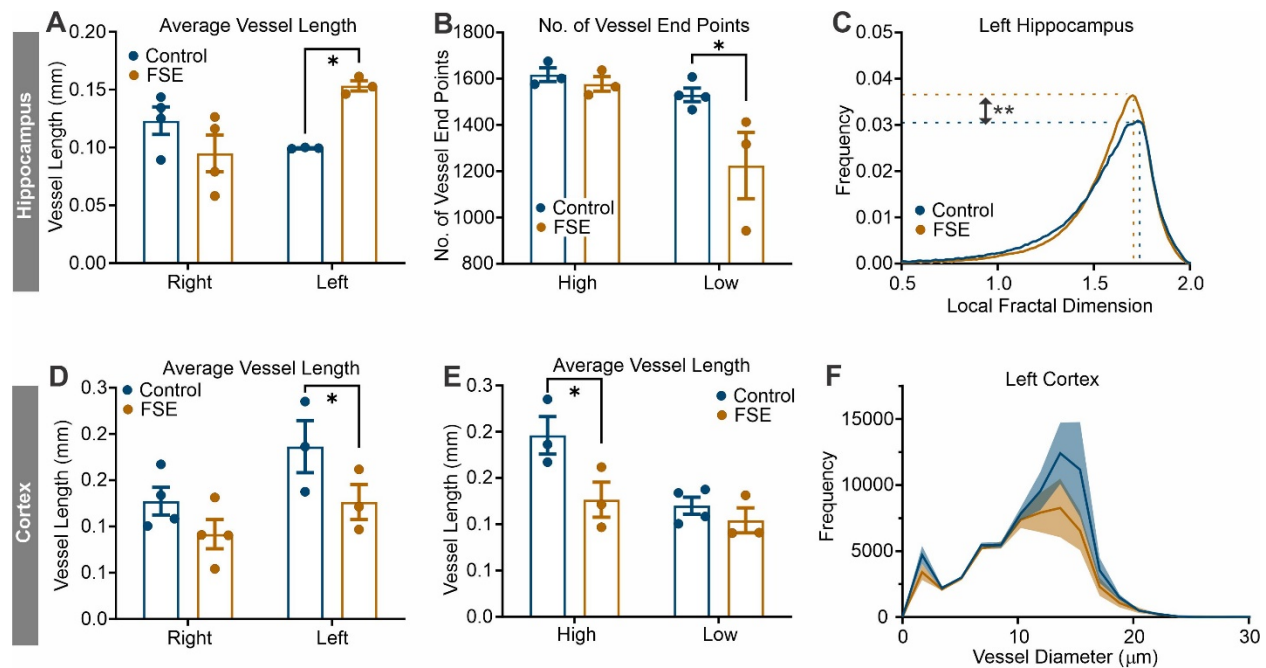 Hippocampus
A
Average Vessel Length
Vessel Length (mm)
0.20
0.15
0.10
0.05
0.00
Control
FSE
*
Right
Left
B
No. of Vessel End Points
No. of Vessel End Points
1800
1600
1400
1200
1000
800
*
Control
FSE
High
Low
C
Left Hippocampus
Frequency
0.05
0.04
0.03
0.02
0.01
0.00
**
Control
FSE
0.5
1.0
1.5
2.0
Local Fractal Dimension
Cortex
D
Average Vessel Length
Vessel Length (mm)
0.3
0.2
0.2
0.1
0.1
0.0
Control
FSE
*
Right
Left
E
Average Vessel Length
Vessel Length (mm)
0.3
0.2
0.2
0.1
0.1
0.0
*
Control
FSE
High
Low
F
Left Cortex
Frequency
15000
10000
5000
0
Control
FSE
0
10
20
30
Vessel Diameter (μm)